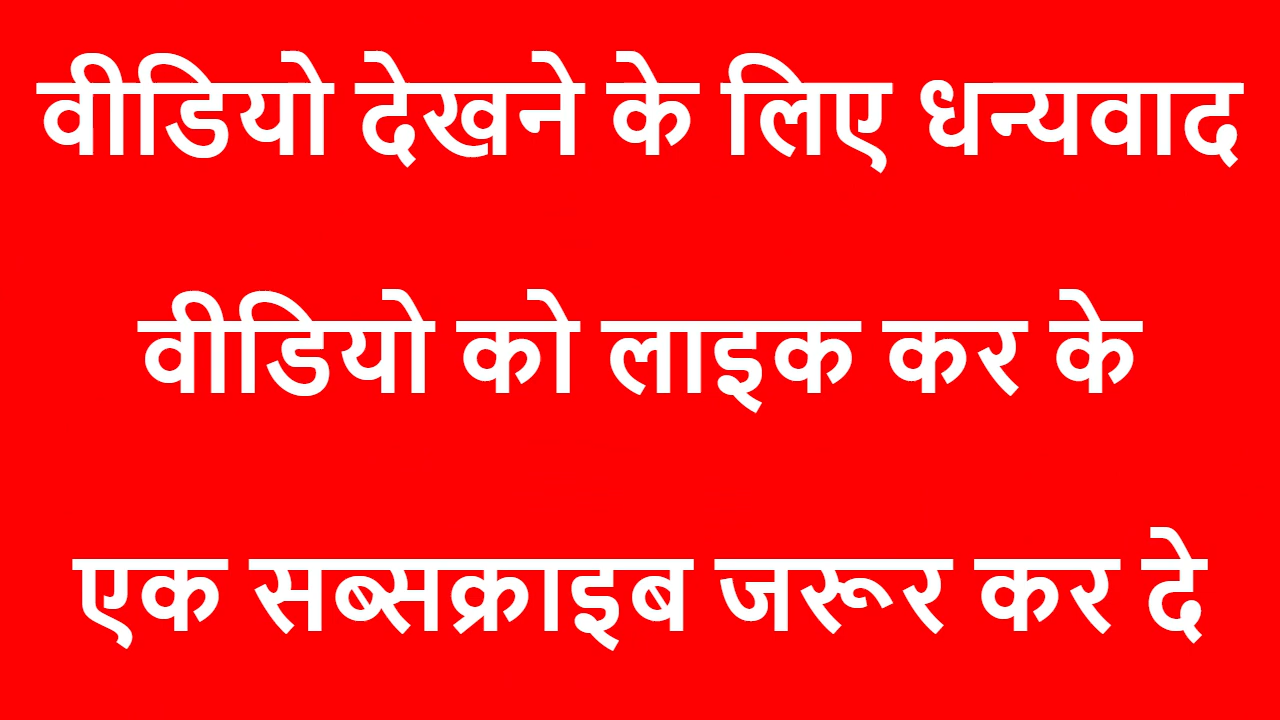 वीडियो देखने के लिए धन्यवाद
वीडियो को लाइक कर के
एक सब्सक्राइब जरूर कर दे